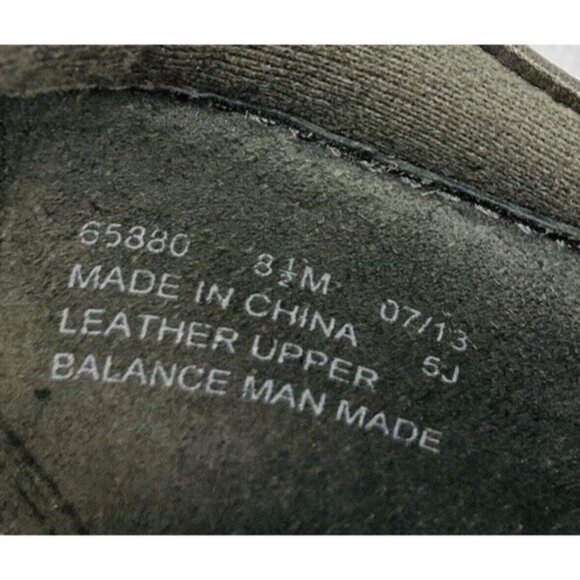 65880 8½M 07/13
MADE IN CHINA 5J
LEATHER UPPER
BALANCE MAN MADE